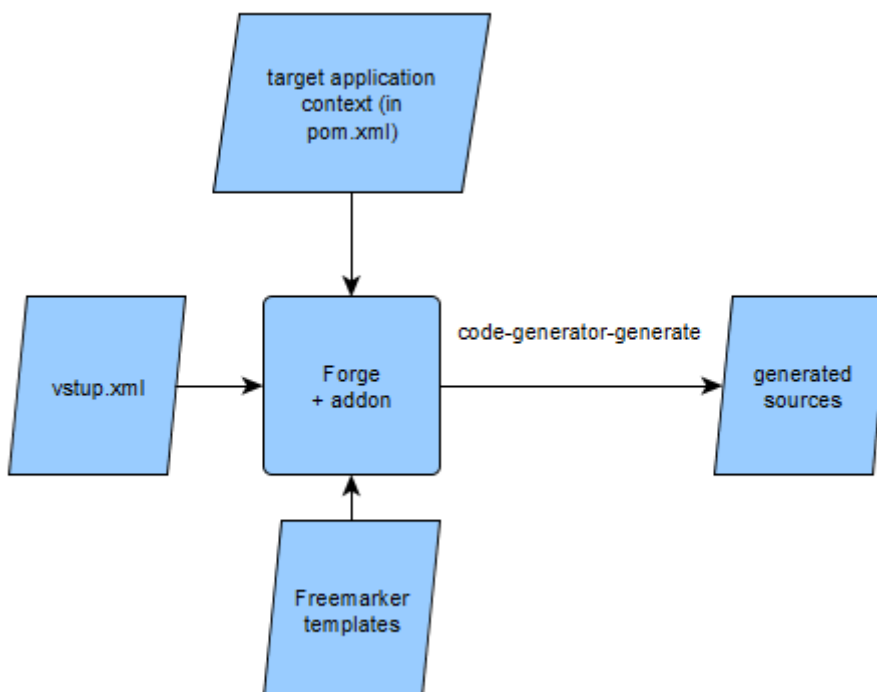 target application
context (in
pom.xml)
code-generator-generate
vstup.xml
Forge
+ addon
generated
sources
Freemarker
templates